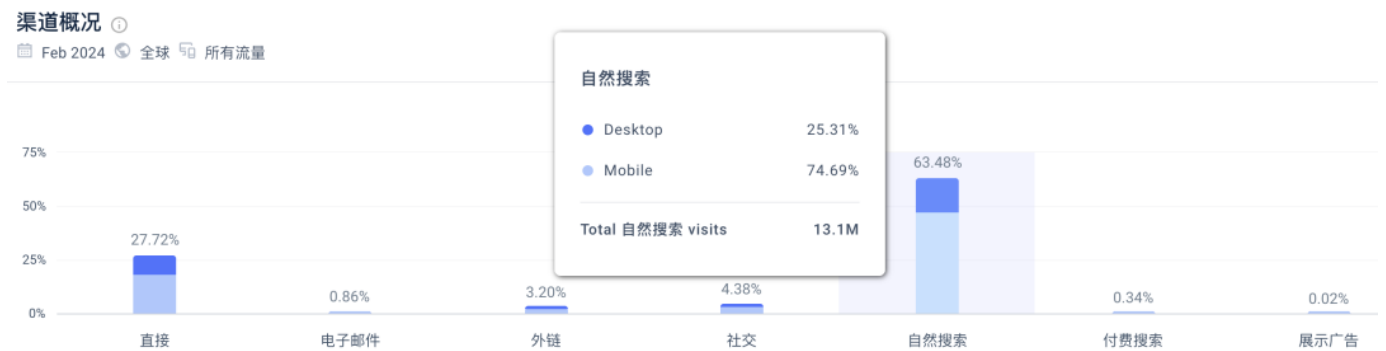 渠道概况
Feb 2024 全球 所有流量
自然搜索
Desktop 25.31%
Mobile 74.69%
Total 自然搜索 visits 13.1M
75%
50%
25%
0%
27.72%
0.86%
3.20%
4.38%
63.48%
0.34%
0.02%
直接 电子邮件 外链 社交 自然搜索 付费搜索 展示广告